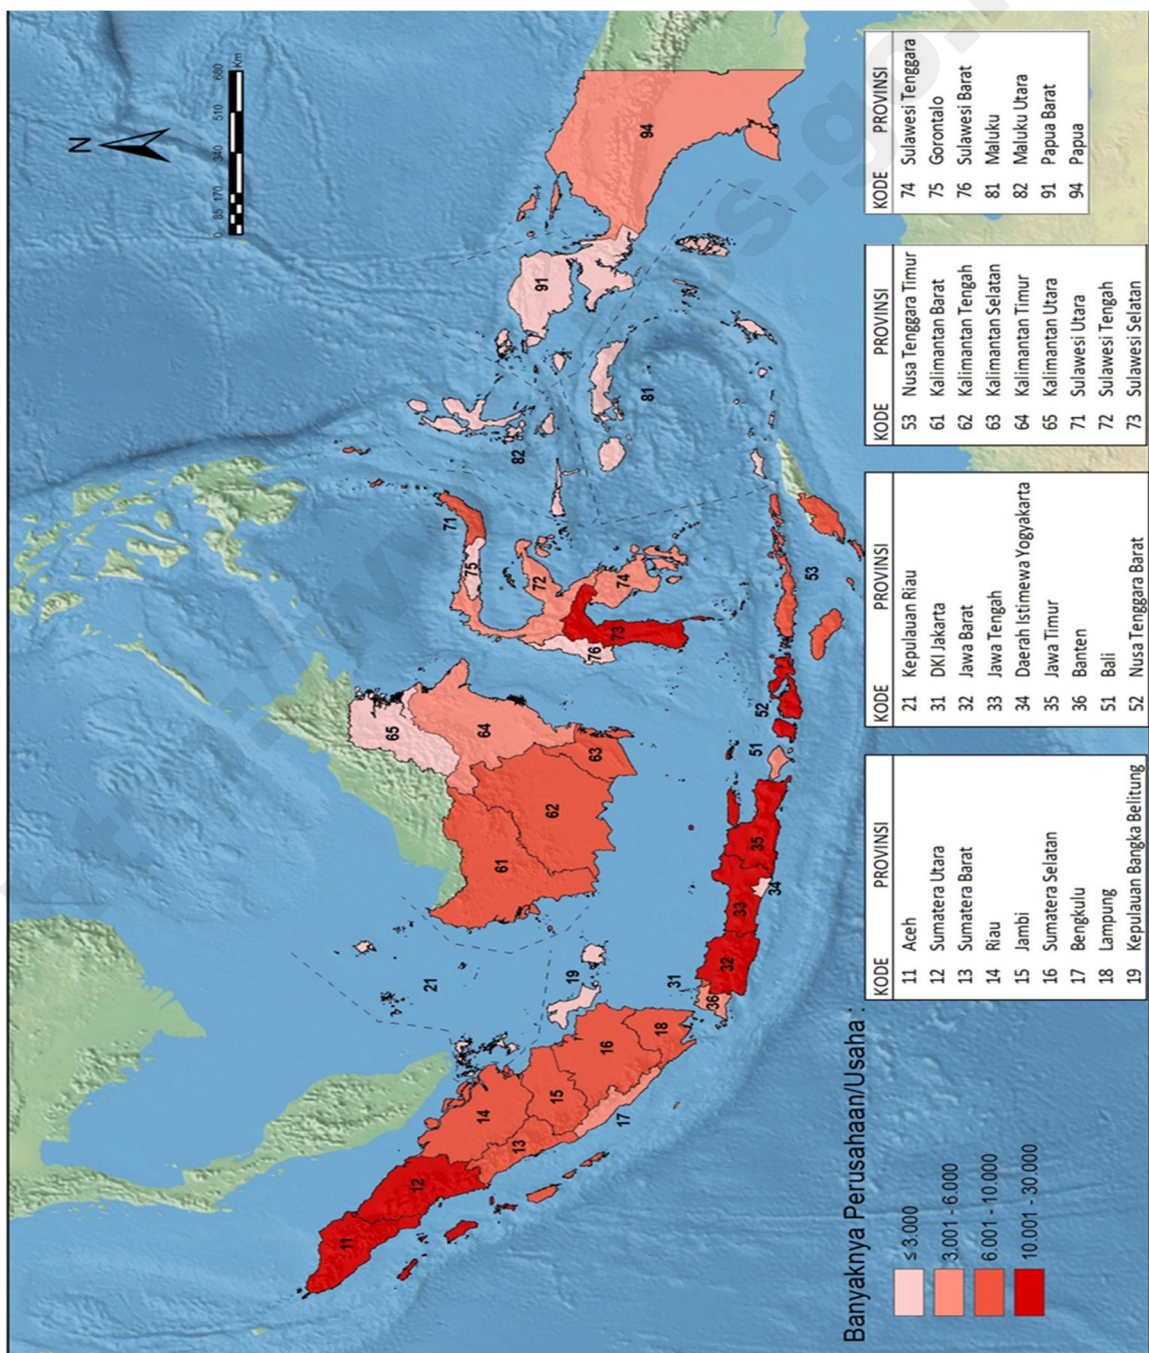 N
0 85 170 340 510 680
Km
11
12
13
14
15
16
17
18
19
21
31
32
33
34
35
36
51
52
53
61
62
63
64
65
71
72
73
74
75
76
81
82
91
94
Banyaknya Perusahaan/Usaha :
≤ 3.000
3.001 - 6.000
6.001 - 10.000
10.001 - 30.000
KODE PROVINSI
11 Aceh
12 Sumatera Utara
13 Sumatera Barat
14 Riau
15 Jambi
16 Sumatera Selatan
17 Bengkulu
18 Lampung
19 Kepulauan Bangka Belitung
KODE PROVINSI
21 Kepulauan Riau
31 DKI Jakarta
32 Jawa Barat
33 Jawa Tengah
34 Daerah Istimewa Yogyakarta
35 Jawa Timur
36 Banten
51 Bali
52 Nusa Tenggara Barat
KODE PROVINSI
53 Nusa Tenggara Timur
61 Kalimantan Barat
62 Kalimantan Tengah
63 Kalimantan Selatan
64 Kalimantan Timur
65 Kalimantan Utara
71 Sulawesi Utara
72 Sulawesi Tengah
73 Sulawesi Selatan
KODE PROVINSI
74 Sulawesi Tenggara
75 Gorontalo
76 Sulawesi Barat
81 Maluku
82 Maluku Utara
91 Papua Barat
94 Papua